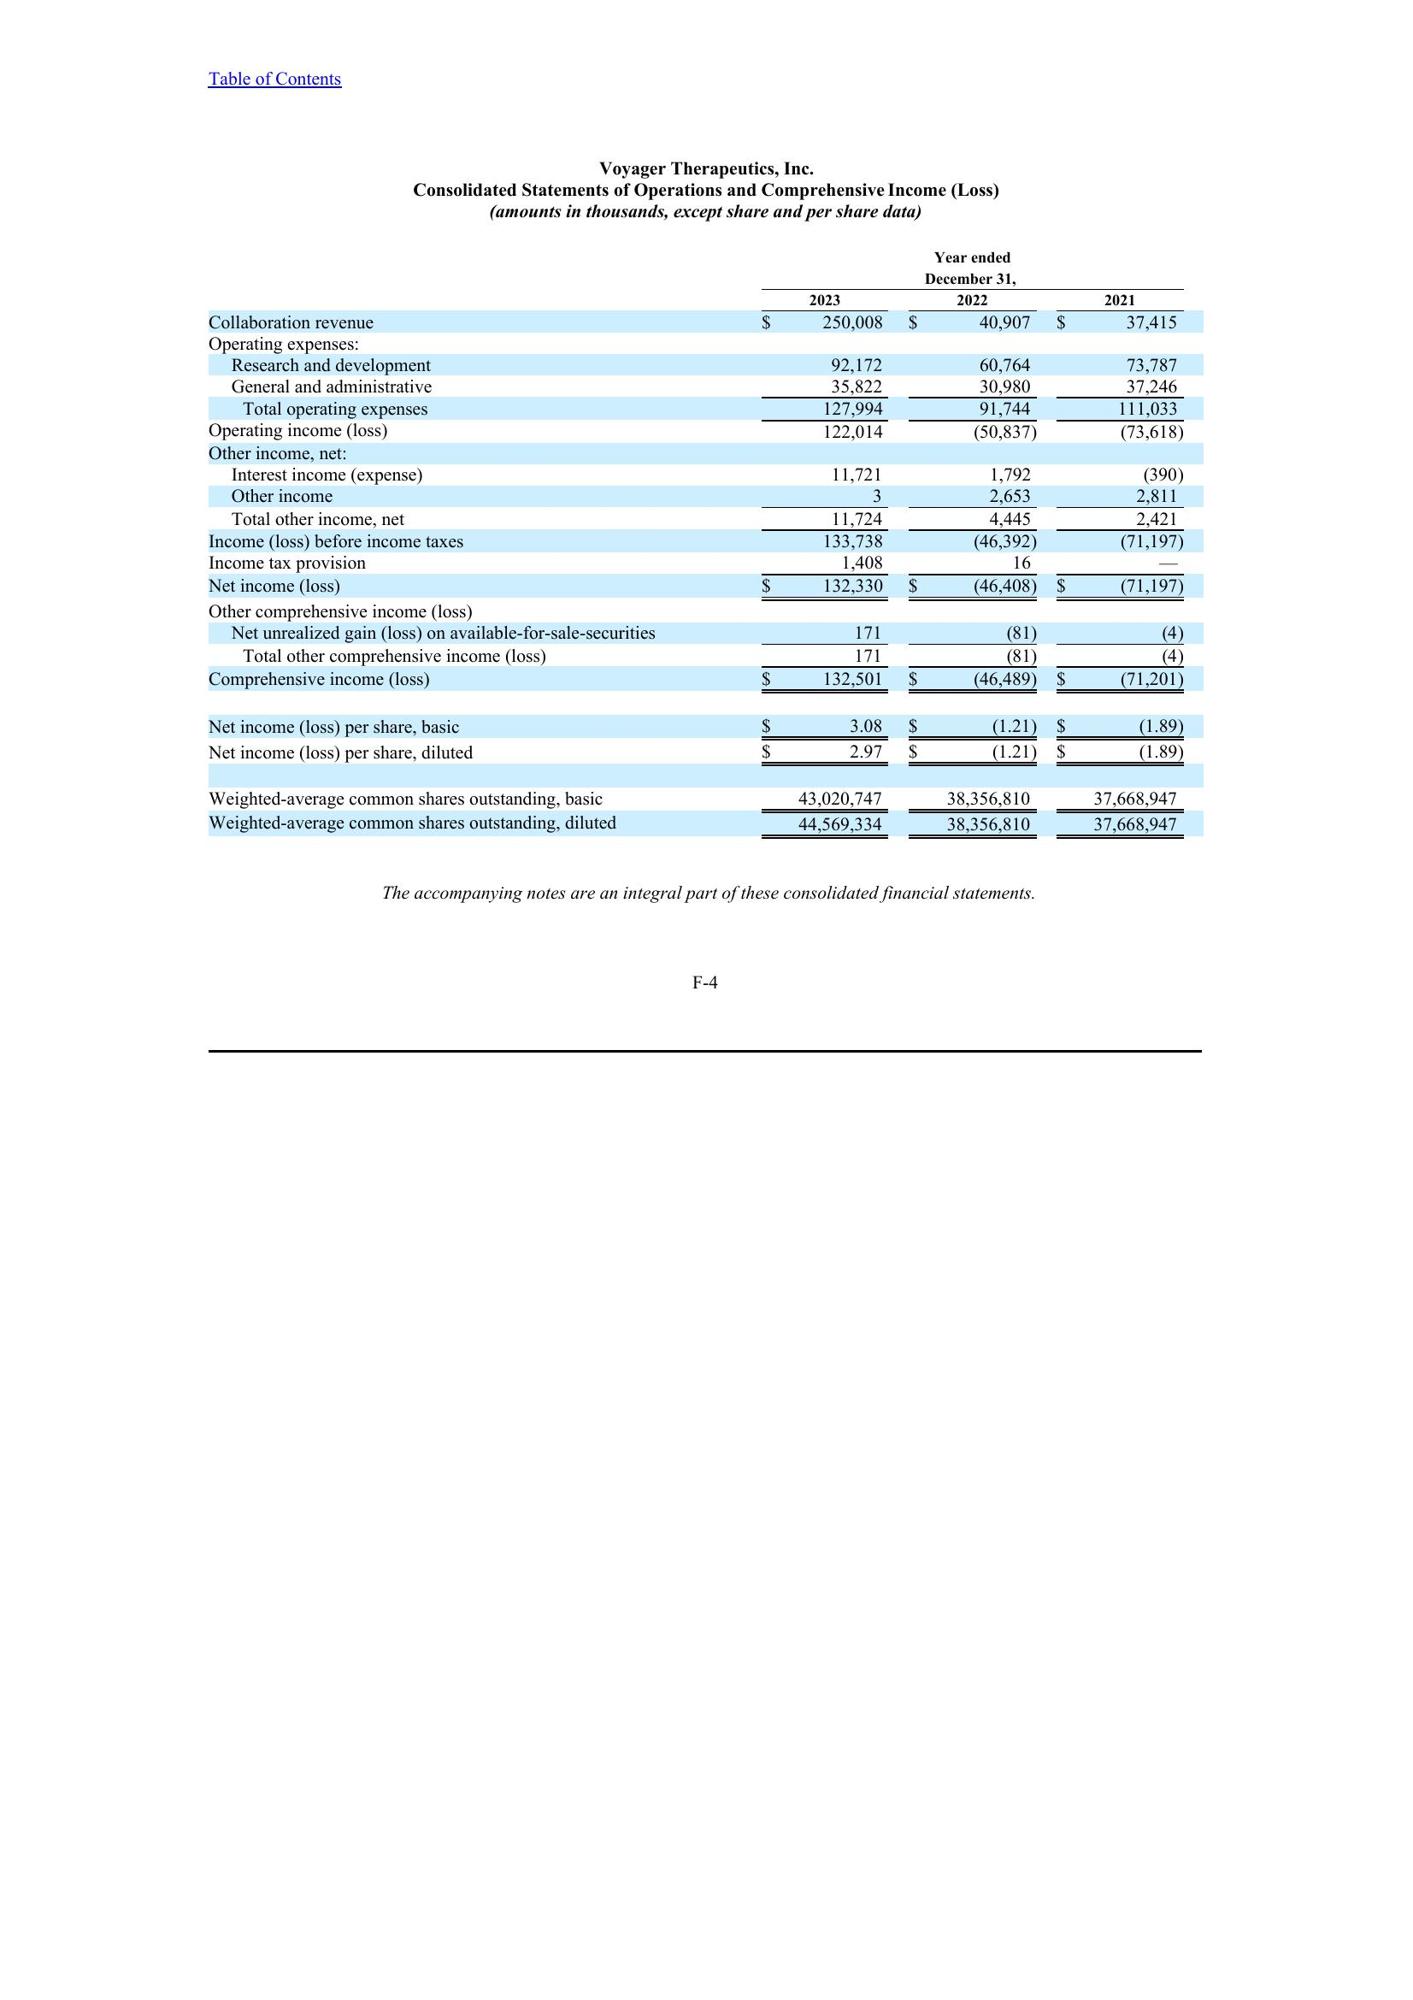 Table of Contents
Voyager Therapeutics, Inc.
Consolidated Statements of Operations and Comprehensive Income (Loss)
(amounts in thousands, except share and per share data)
Year ended
December 31,
2023 2022 2021
Collaboration revenue $ 250,008 $ 40,907 $ 37,415
Operating expenses:
Research and development 92,172 60,764 73,787
General and administrative 35,822 30,980 37,246
Total operating expenses 127,994 91,744 111,033
Operating income (loss) 122,014 (50,837) (73,618)
Other income, net:
Interest income (expense) 11,721 1,792 (390)
Other income 3 2,653 2,811
Total other income, net 11,724 4,445 2,421
Income (loss) before income taxes 133,738 (46,392) (71,197)
Income tax provision 1,408 16 —
Net income (loss) $ 132,330 $ (46,408) $ (71,197)
Other comprehensive income (loss)
Net unrealized gain (loss) on available-for-sale-securities 171 (81) (4)
Total other comprehensive income (loss) 171 (81) (4)
Comprehensive income (loss) $ 132,501 $ (46,489) $ (71,201)
Net income (loss) per share, basic $ 3.08 $ (1.21) $ (1.89)
Net income (loss) per share, diluted $ 2.97 $ (1.21) $ (1.89)
Weighted-average common shares outstanding, basic 43,020,747 38,356,810 37,668,947
Weighted-average common shares outstanding, diluted 44,569,334 38,356,810 37,668,947
The accompanying notes are an integral part of these consolidated financial statements.
F-4